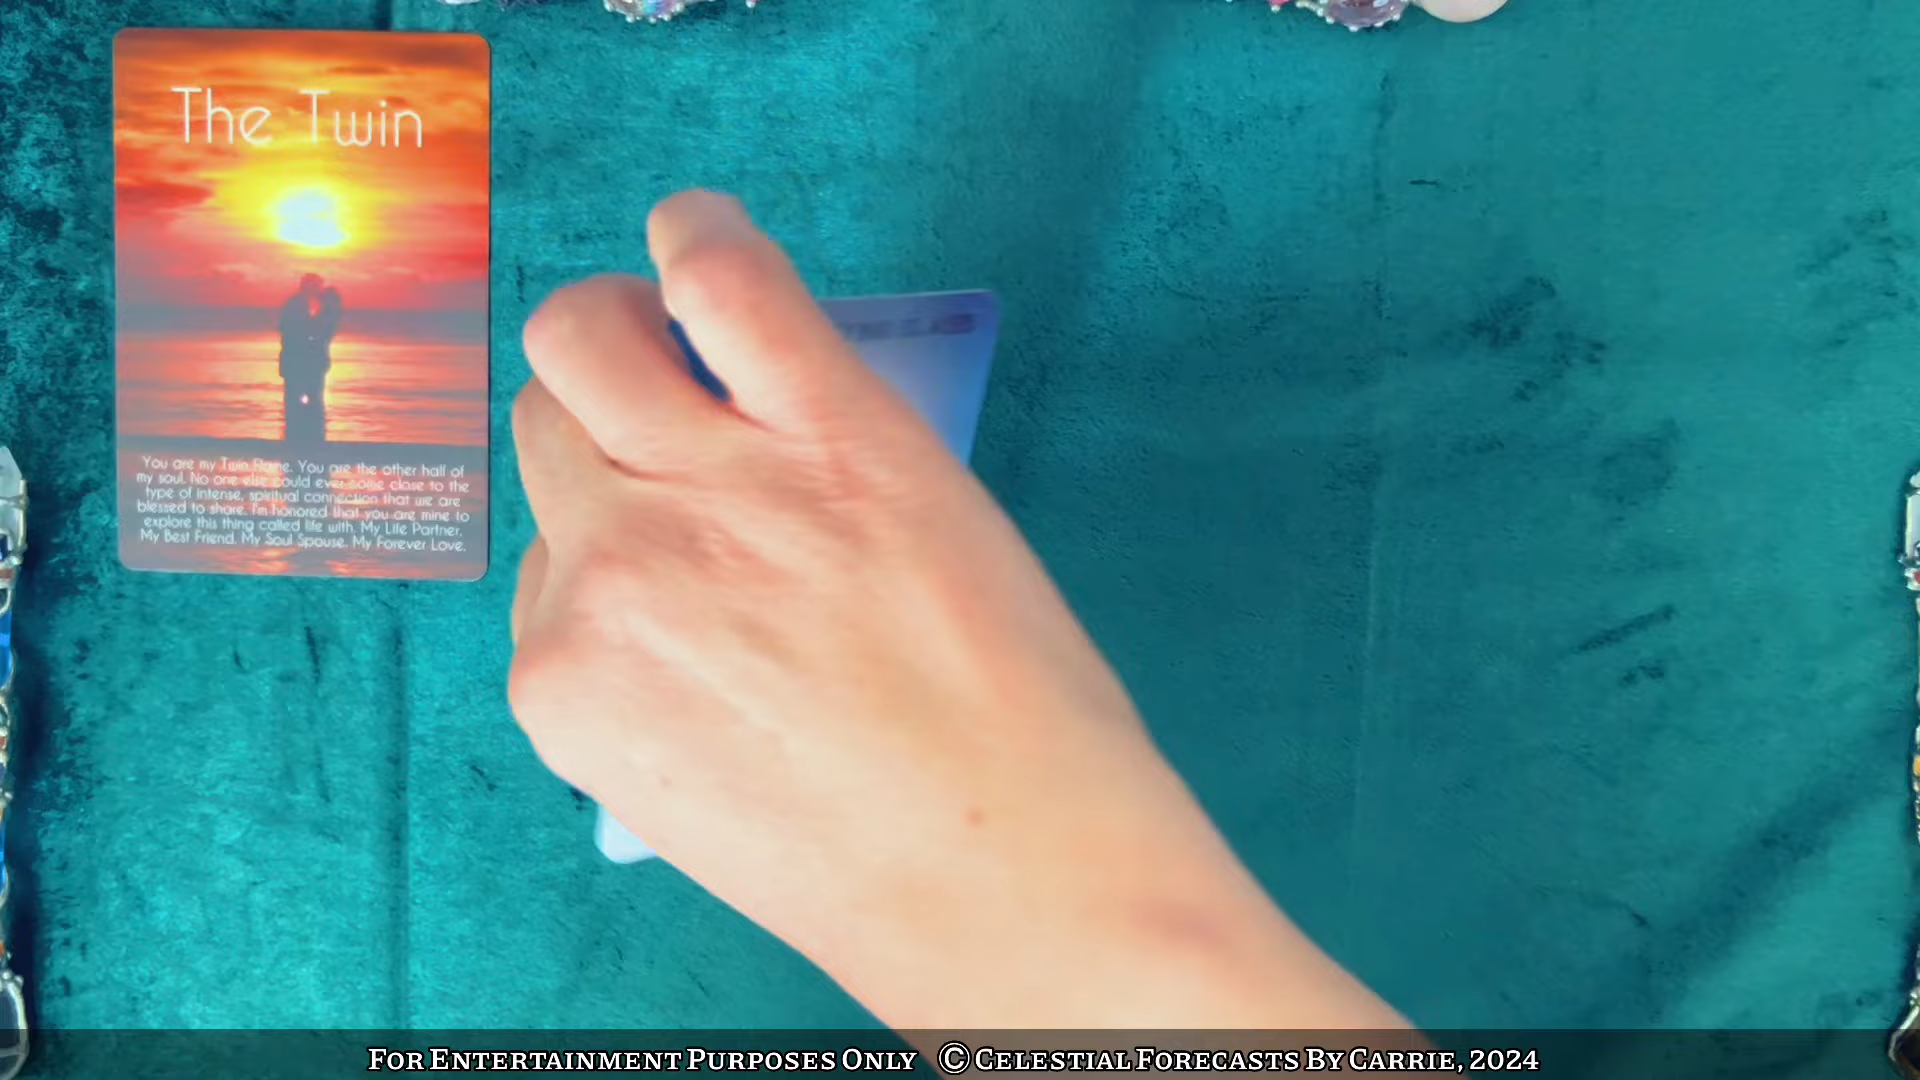 The Twin
You are my Twin Flame. You are the other half of
my soul. No one else could ever come close to the
type of intense, spiritual connection that we are
blessed to share. I'm honored that you are mine to
explore this thing called life with. My Life Partner.
My Best Friend. My Soul Spouse. My Forever Love.
For Entertainment Purposes Only © Celestial Forecasts By Carrie, 2024